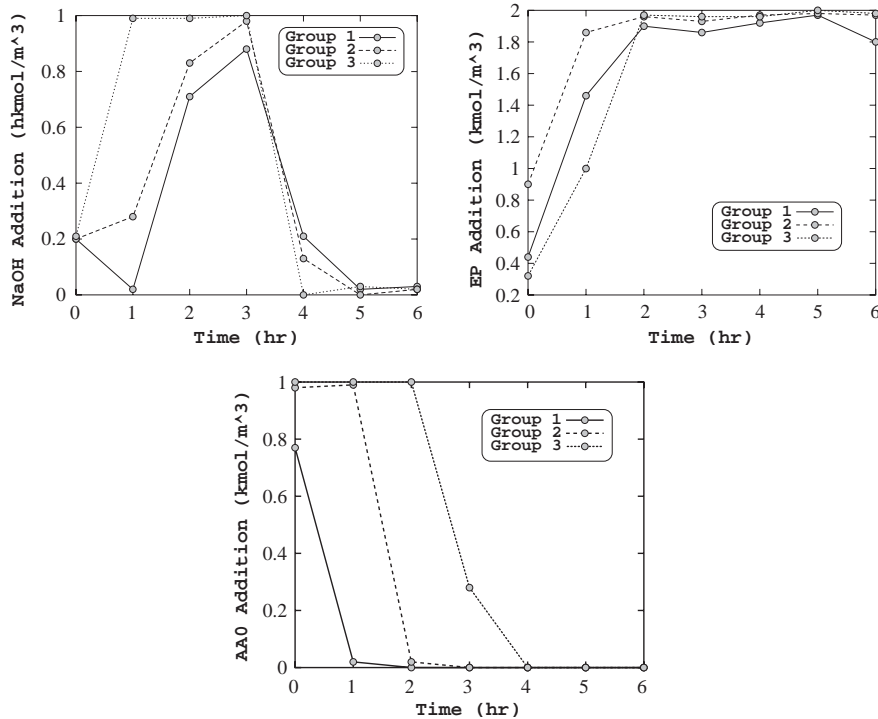 NaOH Addition (hkmol/m^3)
1
0.8
0.6
0.4
0.2
0
0 1 2 3 4 5 6
Time (hr)
Group 1
Group 2
Group 3
EP Addition (kmol/m^3)
2
1.8
1.6
1.4
1.2
1
0.8
0.6
0.4
0.2
0 1 2 3 4 5 6
Time (hr)
Group 1
Group 2
Group 3
AA0 Addition (kmol/m^3)
1
0.8
0.6
0.4
0.2
0
0 1 2 3 4 5 6
Time (hr)
Group 1
Group 2
Group 3